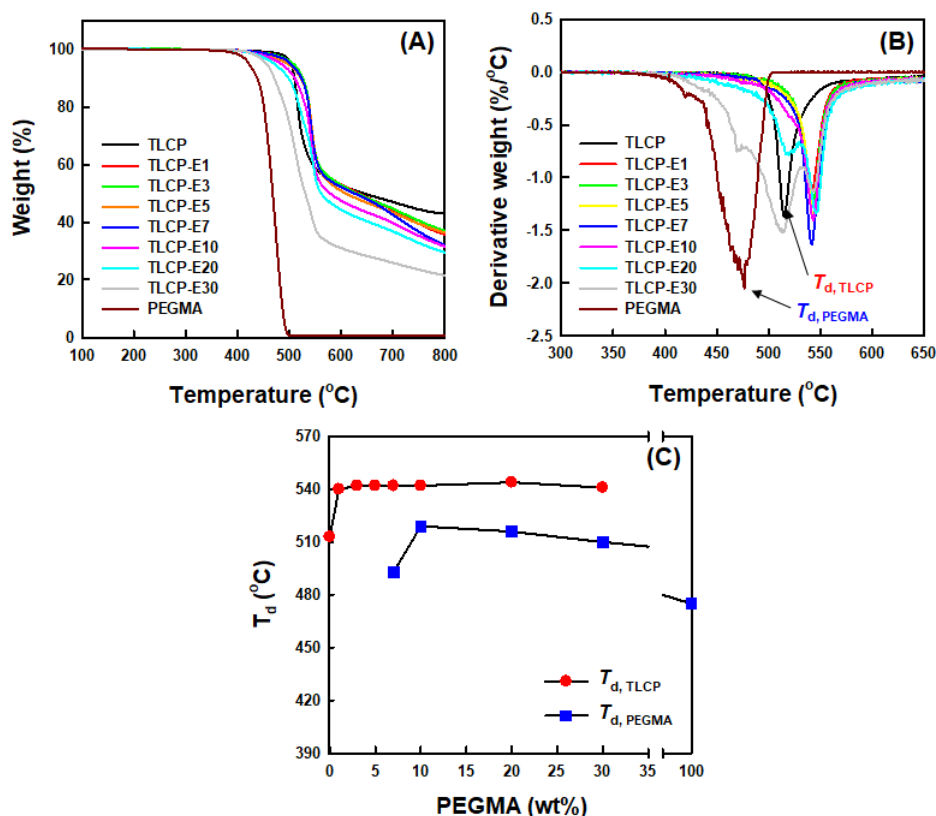 (A)
100
80
60
40
20
0
Weight (%)
TLCP
TLCP-E1
TLCP-E3
TLCP-E5
TLCP-E7
TLCP-E10
TLCP-E20
TLCP-E30
PEGMA
100 200 300 400 500 600 700 800
Temperature (°C)
(B)
0.5
0.0
-0.5
-1.0
-1.5
-2.0
-2.5
Derivative weight (%/°C)
TLCP
TLCP-E1
TLCP-E3
TLCP-E5
TLCP-E7
TLCP-E10
TLCP-E20
TLCP-E30
PEGMA
Td, TLCP
Td, PEGMA
300 350 400 450 500 550 600 650
Temperature (°C)
(C)
570
540
510
480
450
420
390
Td (°C)
Td, TLCP
Td, PEGMA
0 5 10 15 20 25 30 35 100
PEGMA (wt%)